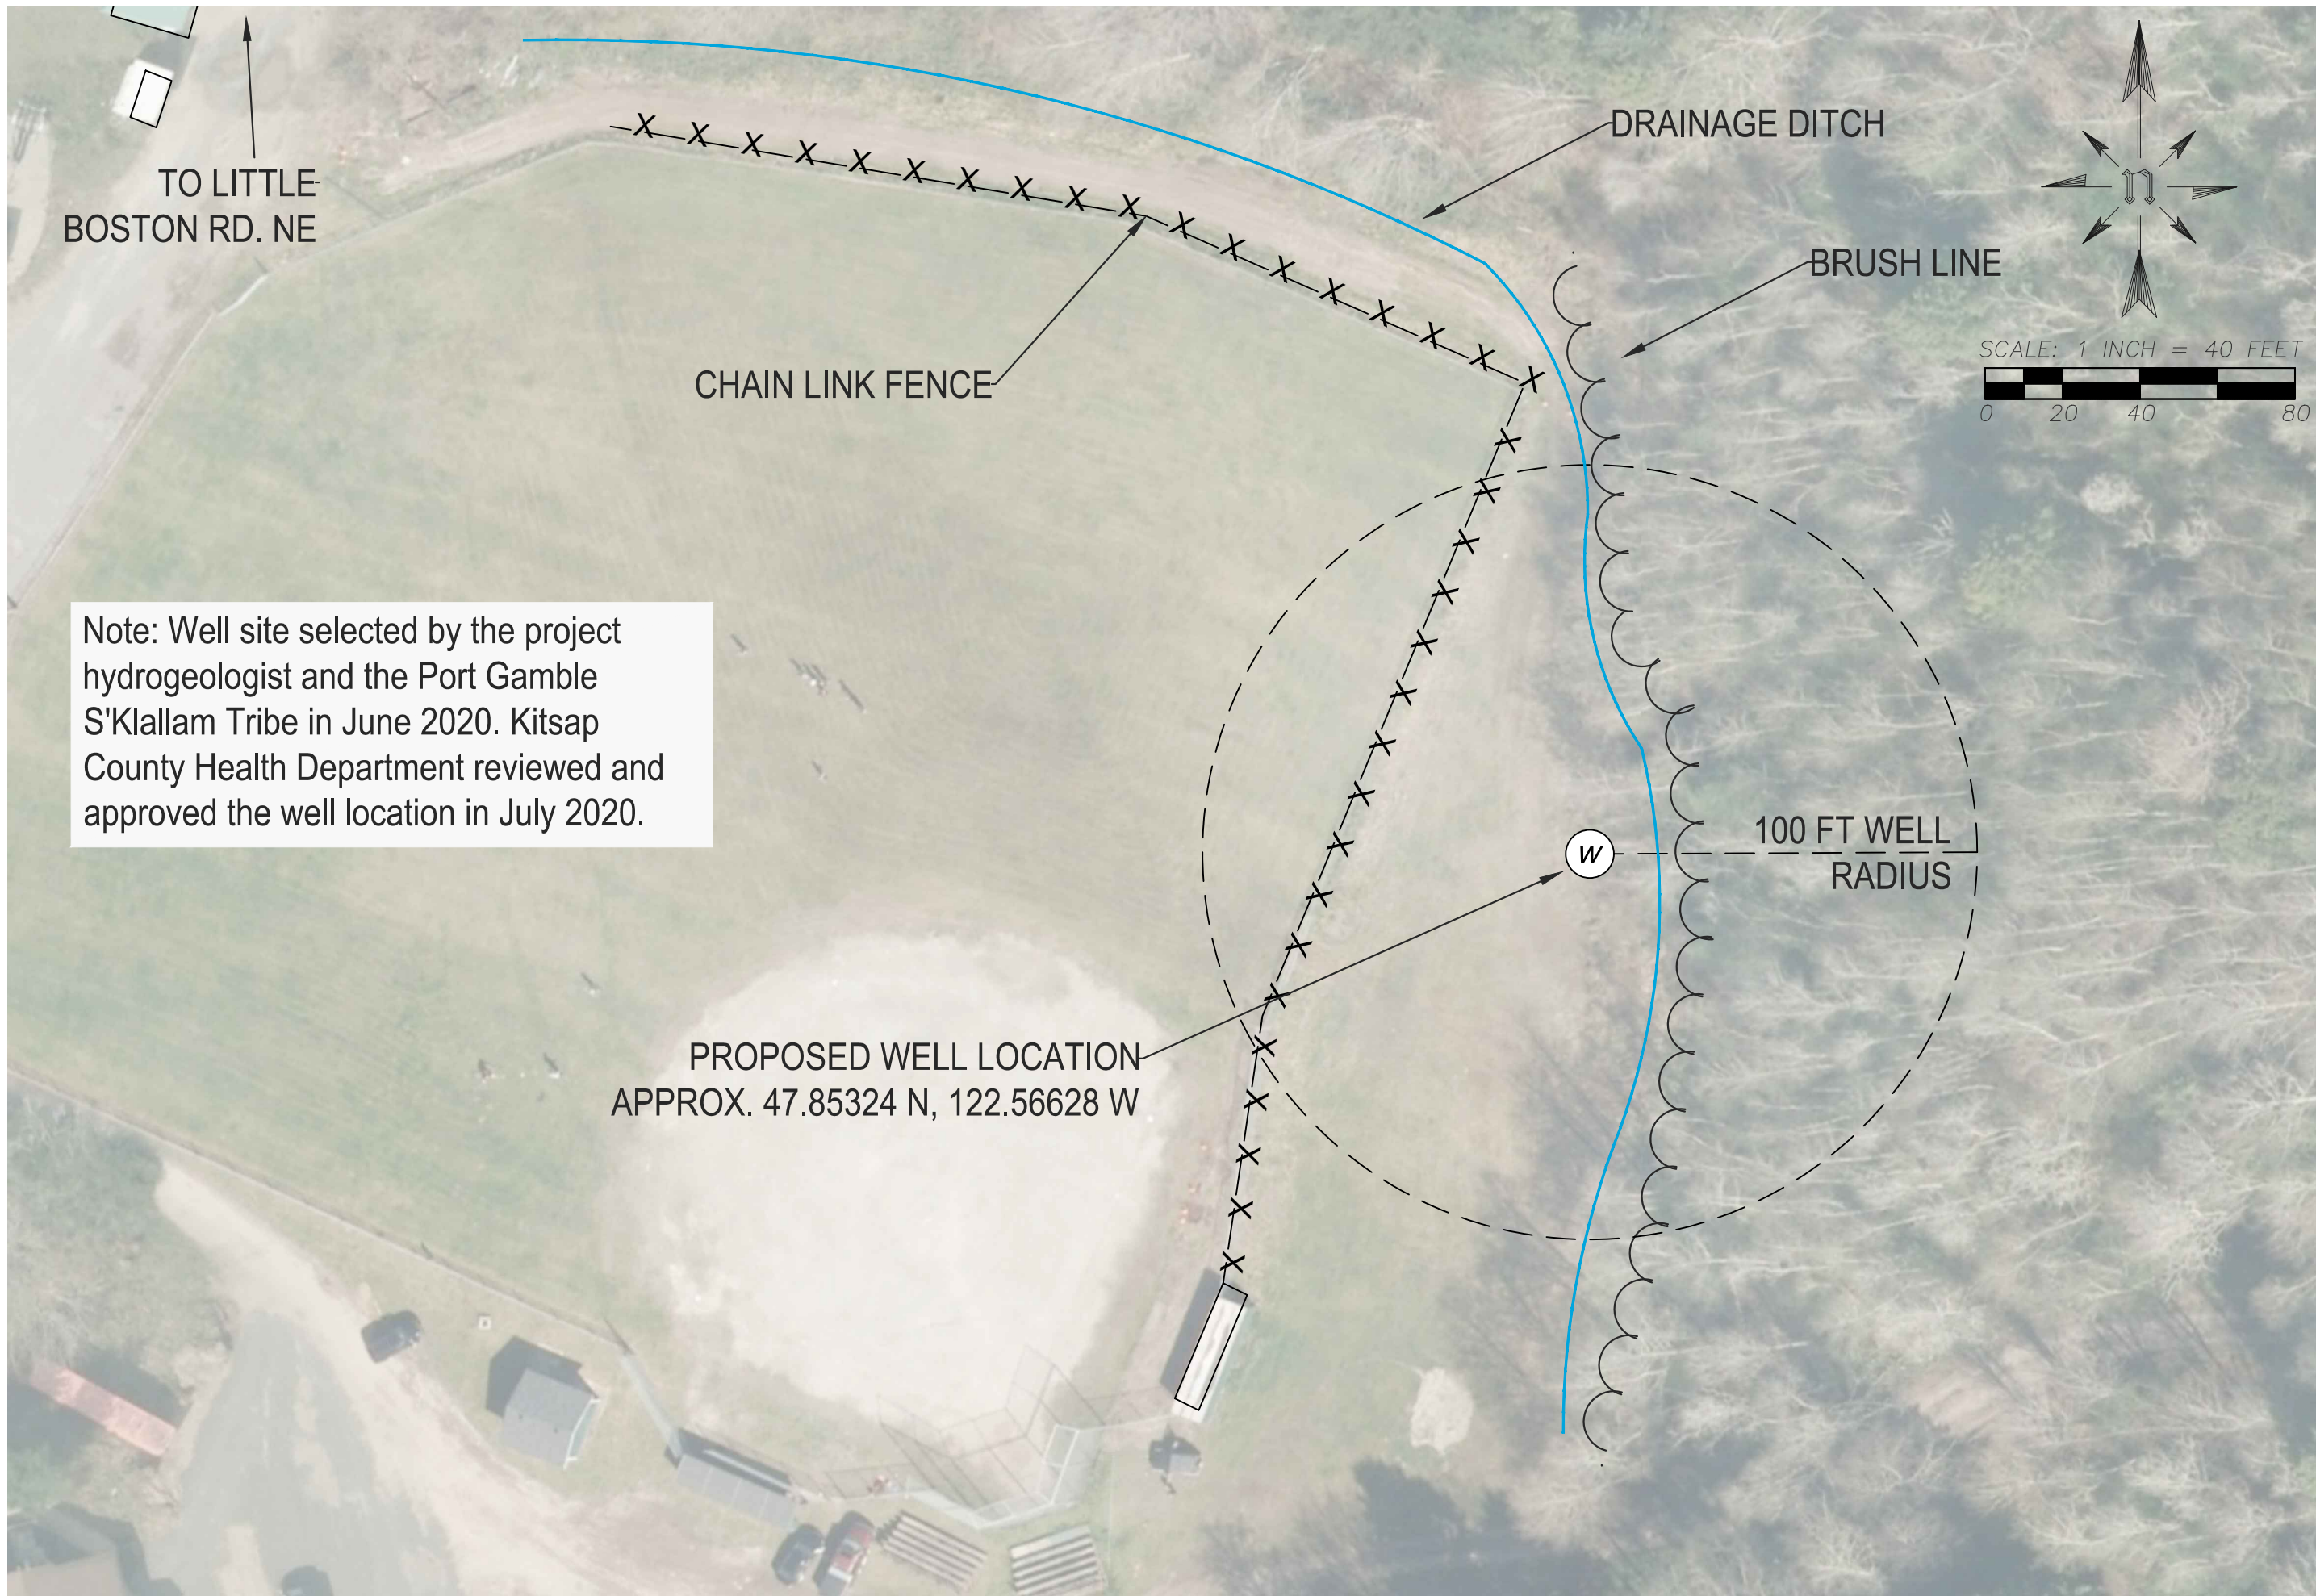 DRAINAGE DITCH
TO LITTLE
BOSTON RD. NE
n
BRUSH LINE
SCALE: 1 INCH = 40 FEET
0 20 40 80
CHAIN LINK FENCE
Note: Well site selected by the project
hydrogeologist and the Port Gamble
S'Klallam Tribe in June 2020. Kitsap
County Health Department reviewed and
approved the well location in July 2020.
100 FT WELL
RADIUS
W
PROPOSED WELL LOCATION
APPROX. 47.85324 N, 122.56628 W